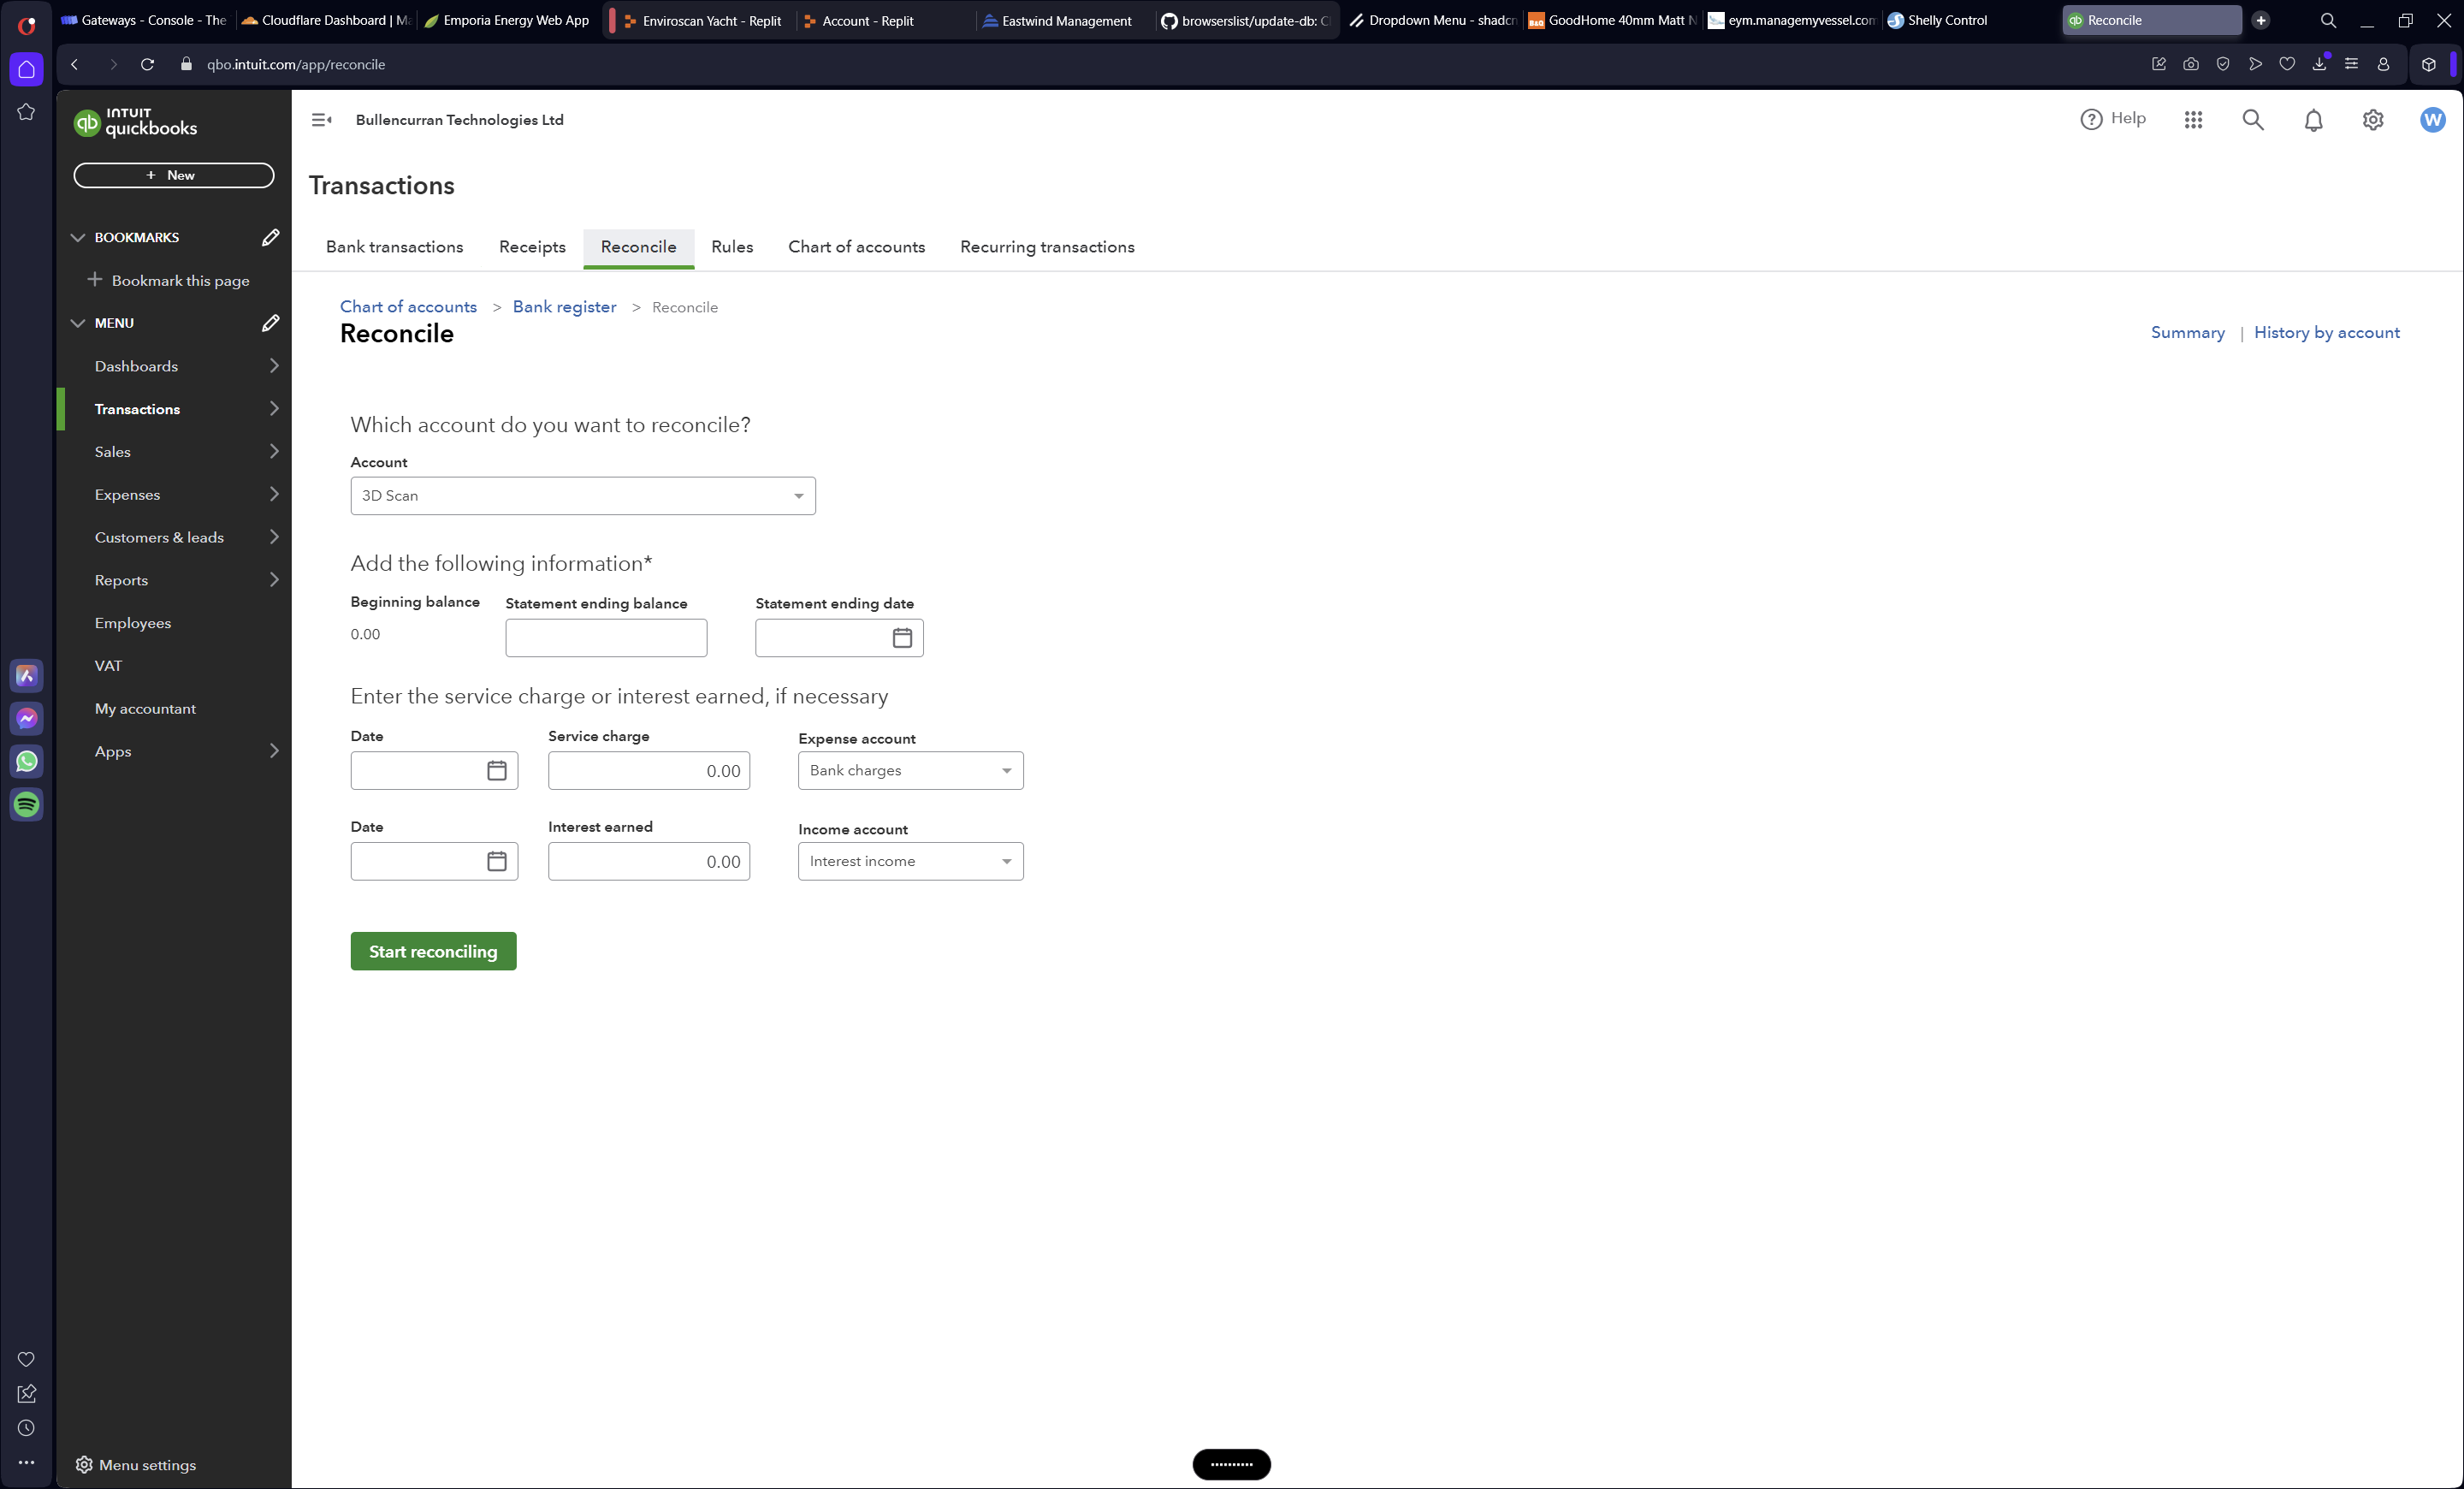 Gateways - Console - The
Cloudflare Dashboard | Ma
Emporia Energy Web App
Enviroscan Yacht - Replit
Account - Replit
Eastwind Management
browserslist/update-db: C
Dropdown Menu - shadcn
GoodHome 40mm Matt N
eym.managemyvessel.com
Shelly Control
Reconcile
qbo.intuit.com/app/reconcile
INTUIT
quickbooks
Bullencurran Technologies Ltd
Help
W
+ New
Transactions
BOOKMARKS
Bookmark this page
MENU
Dashboards
Transactions
Sales
Expenses
Customers & leads
Reports
Employees
VAT
My accountant
Apps
Menu settings
Bank transactions
Receipts
Reconcile
Rules
Chart of accounts
Recurring transactions
Chart of accounts > Bank register > Reconcile
Reconcile
Summary | History by account
Which account do you want to reconcile?
Account
3D Scan
Add the following information*
Beginning balance
Statement ending balance
Statement ending date
0.00
Enter the service charge or interest earned, if necessary
Date
Service charge
Expense account
0.00
Bank charges
Date
Interest earned
Income account
0.00
Interest income
Start reconciling